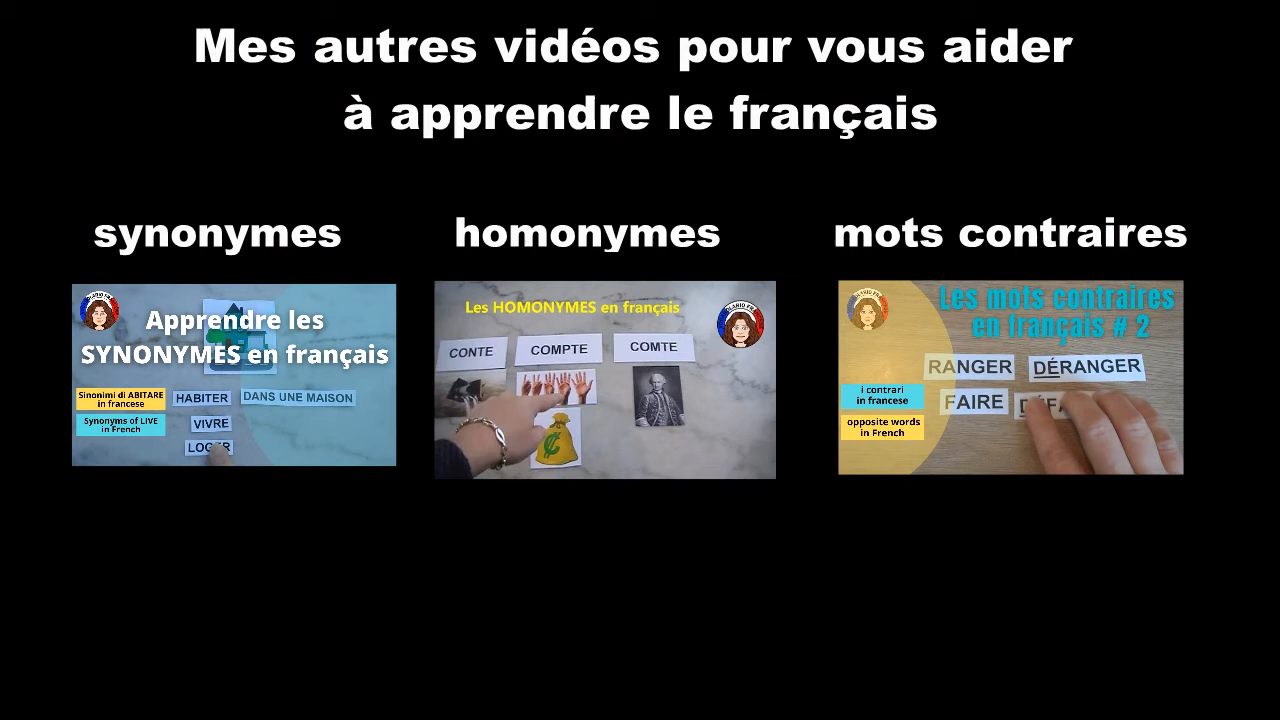 Mes autres vidéos pour vous aider
à apprendre le français
synonymes
homonymes
mots contraires
Apprendre les
SYNONYMES en français
Sinonimi di ABITARE
in francese
Synonyms of LIVE
in French
HABITER
DANS UNE MAISON
VIVRE
LOGER
Les HOMONYMES en français
CONTE
COMPTE
COMTE
Les mots contraires
en français # 2
RANGER
DÉRANGER
i contrari
in francese
FAIRE
opposite words
in French